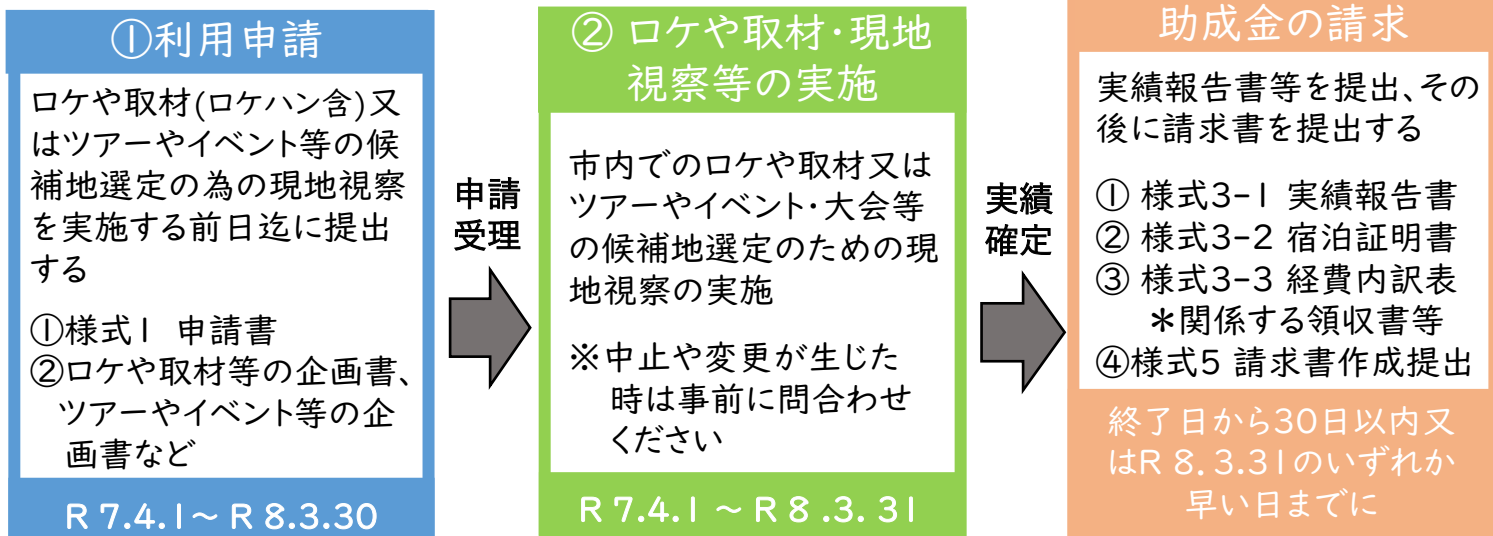 ①利用申請
ロケや取材(ロケハン含)又
はツアーやイベント等の候
補地選定の為の現地視察
を実施する前日迄に提出
する
①様式1 申請書
②ロケや取材等の企画書、
ツアーやイベント等の企
画書など
R 7.4.1~ R 8.3.30
申請
受理
② ロケや取材・現地
視察等の実施
市内でのロケや取材又は
ツアーやイベント・大会等
の候補地選定のための現
地視察の実施
※中止や変更が生じた
時は事前に問合わせ
ください
R 7.4.1 ~ R 8 .3. 31
実績
確定
助成金の請求
実績報告書等を提出、その
後に請求書を提出する
① 様式3-1 実績報告書
② 様式3-2 宿泊証明書
③ 様式3-3 経費内訳表
*関係する領収書等
④様式5 請求書作成提出
終了日から30日以内又
はR 8. 3.31のいずれか
早い日までに